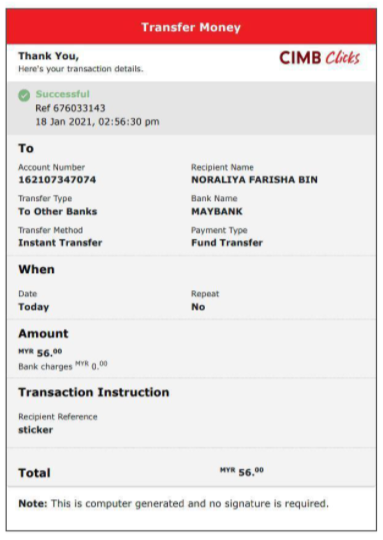 Transfer Money
Thank You,
Here's your transaction details.
CIMB Clicks
Successful
Ref 676033143
18 Jan 2021, 02:56:30 pm
To
Account Number
162107347074
Recipient Name
NORALIYA FARISHA BIN
Transfer Type
To Other Banks
Bank Name
MAYBANK
Transfer Method
Instant Transfer
Payment Type
Fund Transfer
When
Date
Today
Repeat
No
Amount
MYR 56.00
Bank charges MYR 0.00
Transaction Instruction
Recipient Reference
sticker
Total MYR 56.00
Note: This is computer generated and no signature is required.